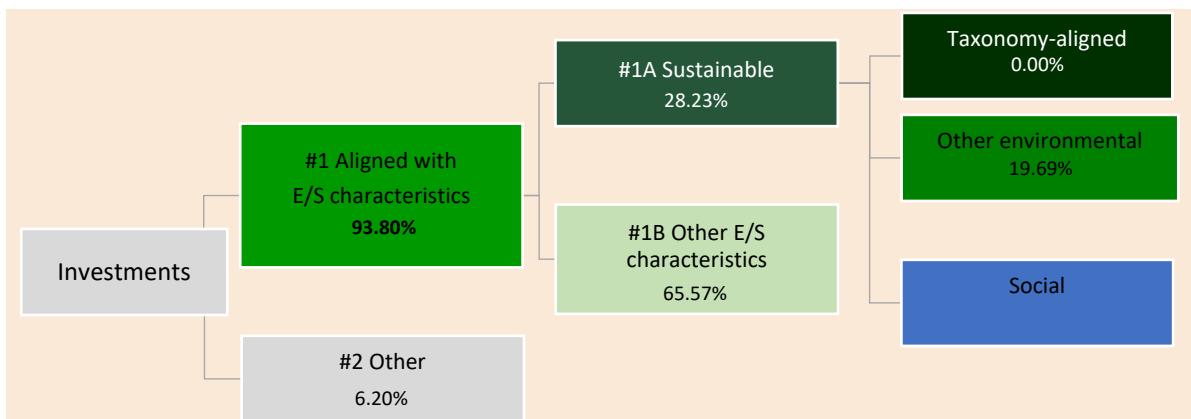 Investments
#1 Aligned with
E/S characteristics
93.80%
#2 Other
6.20%
#1A Sustainable
28.23%
#1B Other E/S
characteristics
65.57%
Taxonomy-aligned
0.00%
Other environmental
19.69%
Social